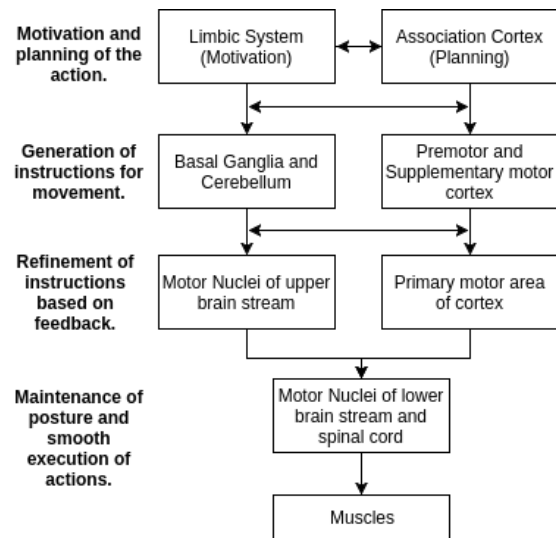 Motivation and
planning of the
action.
Limbic System
(Motivation)
Association Cortex
(Planning)
Generation of
instructions for
movement.
Basal Ganglia and
Cerebellum
Premotor and
Supplementary motor
cortex
Refinement of
instructions
based on
feedback.
Motor Nuclei of upper
brain stream
Primary motor area
of cortex
Maintenance of
posture and
smooth
execution of
actions.
Motor Nuclei of lower
brain stream and
spinal cord
Muscles